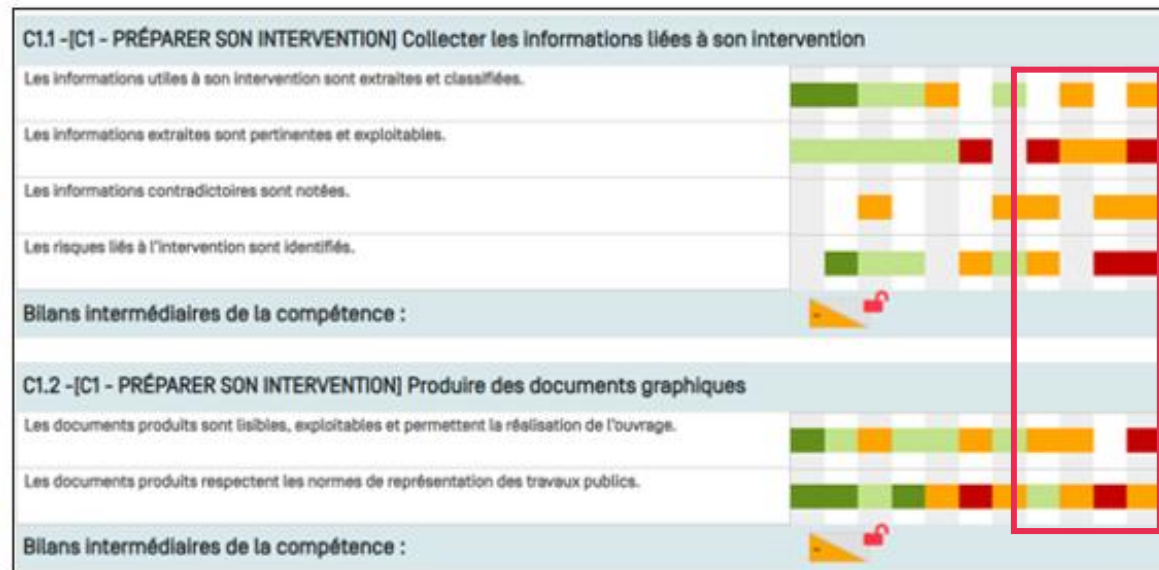 C1.1 -[C1 - PRÉPARER SON INTERVENTION] Collecter les informations liées à son intervention
Les informations utiles à son intervention sont extraites et classifiées.
Les informations extraites sont pertinentes et exploitables.
Les informations contradictoires sont notées.
Les risques liés à l'intervention sont identifiés.
Bilans intermédiaires de la compétence :
C1.2 -[C1 - PRÉPARER SON INTERVENTION] Produire des documents graphiques
Les documents produits sont lisibles, exploitables et permettent la réalisation de l'ouvrage.
Les documents produits respectent les normes de représentation des travaux publics.
Bilans intermédiaires de la compétence :